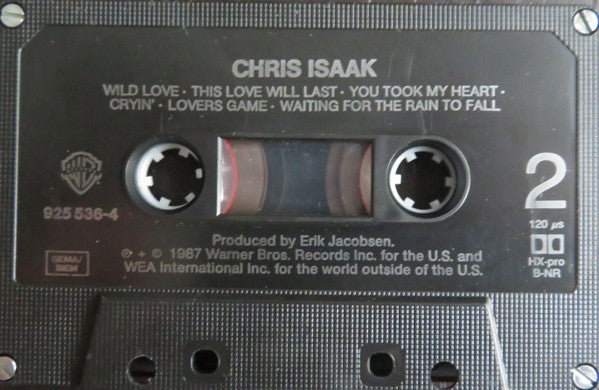 CHRIS ISAAK
WILD LOVE • THIS LOVE WILL LAST • YOU TOOK MY HEART •
CRYIN' • LOVERS GAME • WAITING FOR THE RAIN TO FALL
WB
925 536-4
2
120 µs
HX-pro
B-NR
GEMA/
BIEM
Produced by Erik Jacobsen.
℗ + © 1987 Warner Bros. Records Inc. for the U.S. and
WEA International Inc. for the world outside of the U.S.